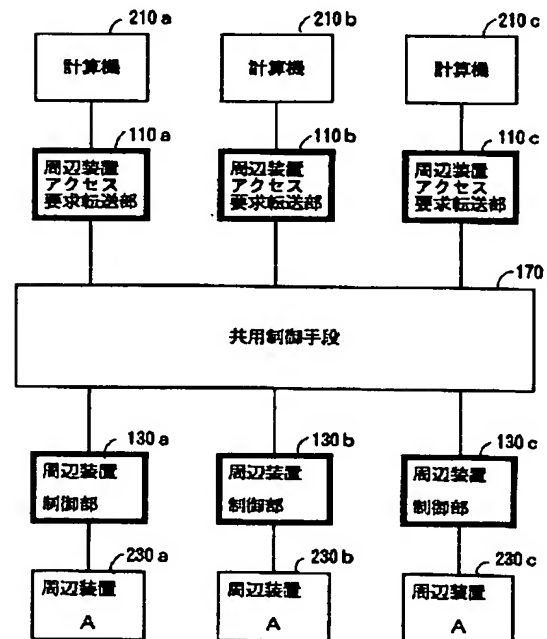 210a
210b
210c
計算機
計算機
計算機
110a
110b
110c
周辺装置
アクセス
要求転送部
周辺装置
アクセス
要求転送部
周辺装置
アクセス
要求転送部
170
共用制御手段
130a
130b
130c
周辺装置
制御部
周辺装置
制御部
周辺装置
制御部
230a
230b
230c
周辺装置
A
周辺装置
A
周辺装置
A